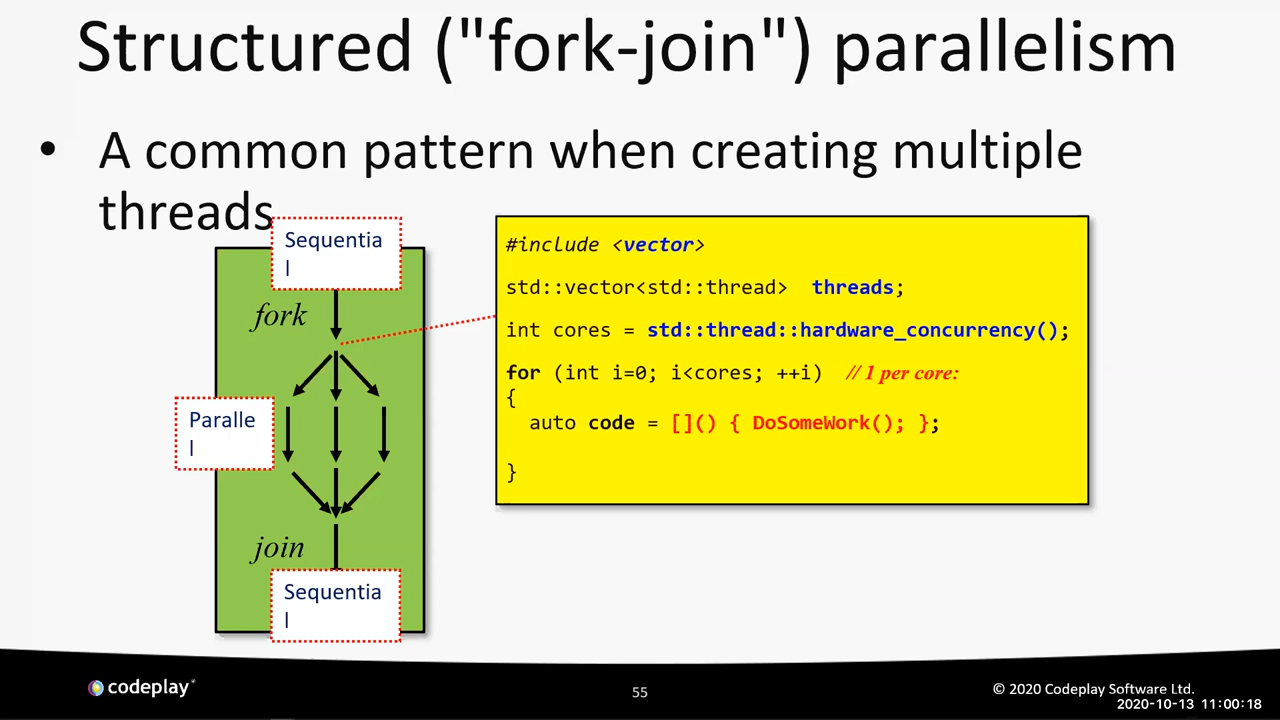 Structured ("fork-join") parallelism
• A common pattern when creating multiple
threads
Sequentia
l
fork
Paralle
l
join
Sequentia
l
#include <vector>
std::vector<std::thread> threads;
int cores = std::thread::hardware_concurrency();
for (int i=0; i<cores; ++i) // 1 per core:
{
auto code = []() { DoSomeWork(); };
}
codeplay®
55
© 2020 Codeplay Software Ltd.
2020-10-13 11:00:18